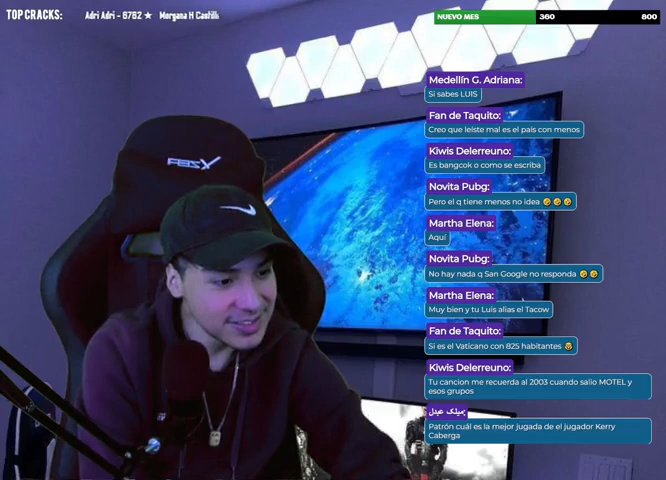 TOP CRACKS:
Adri Adri - 6762 ★ Morgana H Castilli
NUEVO MES 360 800
Medellín G. Adriana:
Si sabes LUIS
Fan de Taquito:
Creo que leíste mal es el país con menos
Kiwis Delerreuno:
Es bangcok o como se escriba
Novita Pubg:
Pero el q tiene menos no idea 🤣🤣🤣
Martha Elena:
Aquí
Novita Pubg:
No hay nada q San Google no responda 🤣🤣
Martha Elena:
Muy bien y tu Luis alias el Tacow
Fan de Taquito:
Si es el Vaticano con 825 habitantes
Kiwis Delerreuno:
Tu cancion me recuerda al 2003 cuando salio MOTEL y
esos grupos
Patrón cuál es la mejor jugada de el jugador Kerry
Caberga